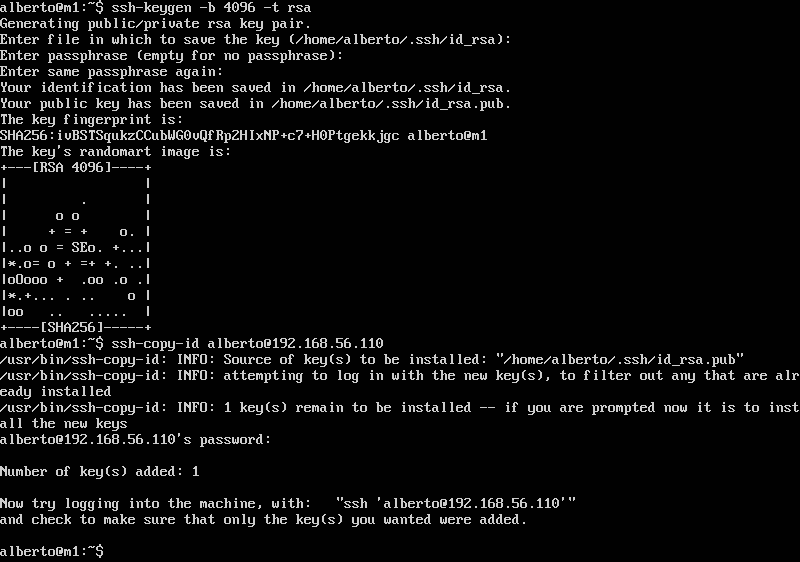 alberto@m1:~$ ssh-keygen -b 4096 -t rsa
Generating public/private rsa key pair.
Enter file in which to save the key (/home/alberto/.ssh/id_rsa):
Enter passphrase (empty for no passphrase):
Enter same passphrase again:
Your identification has been saved in /home/alberto/.ssh/id_rsa.
Your public key has been saved in /home/alberto/.ssh/id_rsa.pub.
The key fingerprint is:
SHA256:ivBSTSqukzCCubWG0vQfRp2HIxNP+c7+HOPtgekkjgc alberto@m1
The key's randomart image is:
+---[RSA 4096]----+
|                 |
|         .       |
|      o o        |
|     + = +    o. |
|..o o = SEo. +...|
|*.o= o + =+ +. ..|
|oOooo +  .oo .o .|
|*.+... . ..    o |
|oo   ..   .....  |
+----[SHA256]-----+
alberto@m1:~$ ssh-copy-id alberto@192.168.56.110
/usr/bin/ssh-copy-id: INFO: Source of key(s) to be installed: "/home/alberto/.ssh/id_rsa.pub"
/usr/bin/ssh-copy-id: INFO: attempting to log in with the new key(s), to filter out any that are alr
eady installed
/usr/bin/ssh-copy-id: INFO: 1 key(s) remain to be installed -- if you are prompted now it is to inst
all the new keys
alberto@192.168.56.110's password:

Number of key(s) added: 1

Now try logging into the machine, with:   "ssh 'alberto@192.168.56.110'"
and check to make sure that only the key(s) you wanted were added.

alberto@m1:~$